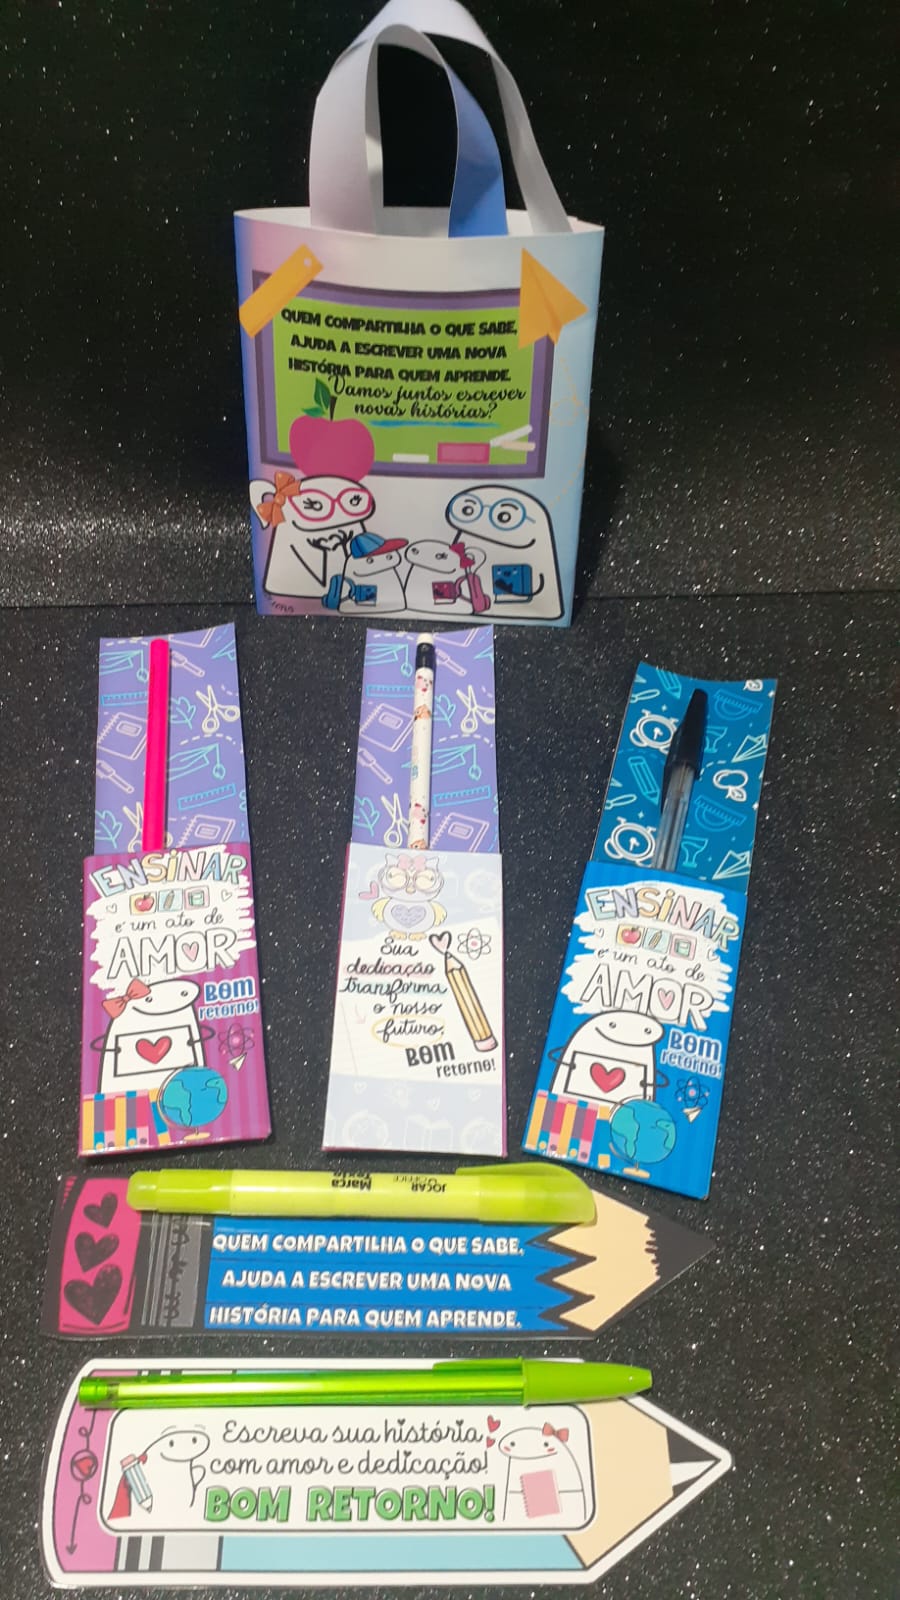 QUEM COMPARTILHA O QUE SABE,
AJUDA A ESCREVER UMA NOVA
HISTÓRIA PARA QUEM APRENDE.
Vamos juntos escrever
novas histórias?
ENSINAR
e um ato de
AMOR
BOM
retorno!
Sua
dedicação
transforma
o nosso
futuro.
BOM
retorno!
ENSINAR
e um ato de
AMOR
BOM
retorno!
Marca
Texto
JOCAR
OFFICE
QUEM COMPARTILHA O QUE SABE,
AJUDA A ESCREVER UMA NOVA
HISTÓRIA PARA QUEM APRENDE.
Escreva sua história
com amor e dedicação!
BOM RETORNO!